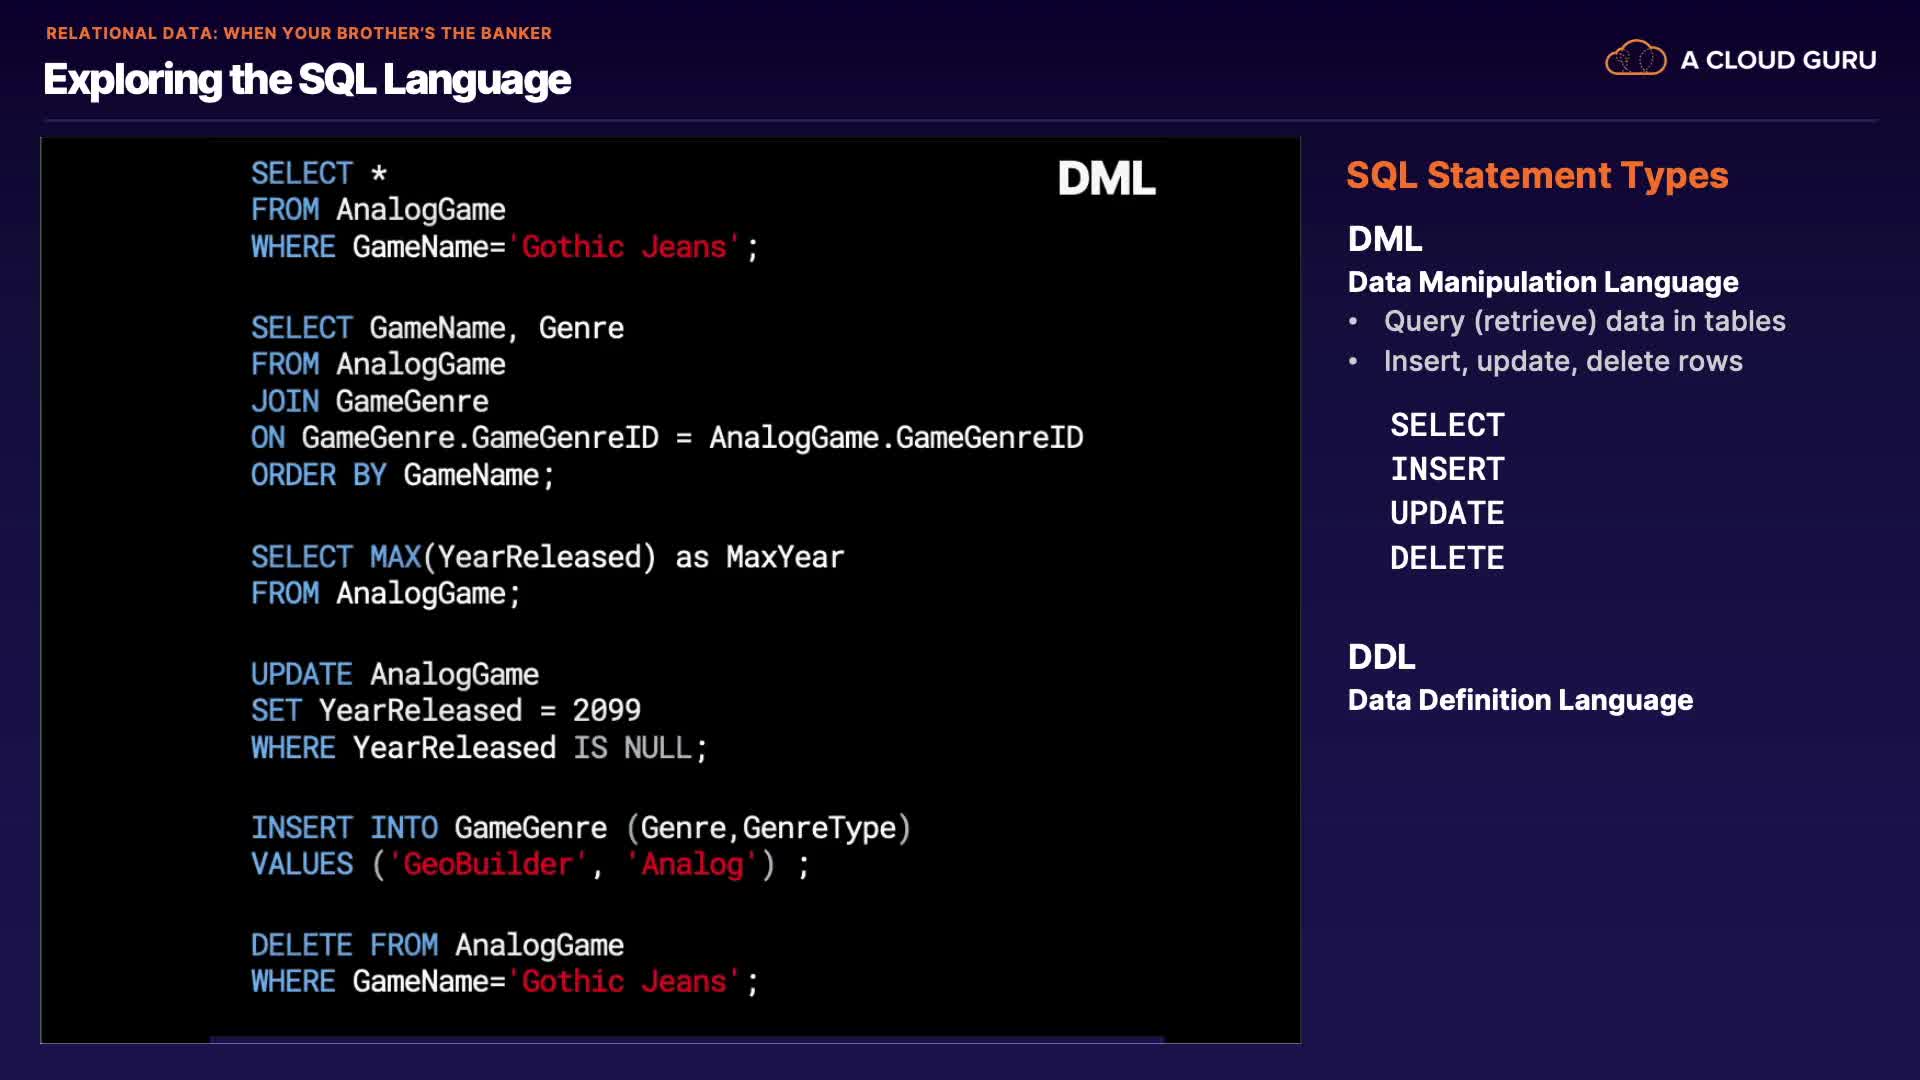 RELATIONAL DATA: WHEN YOUR BROTHER'S THE BANKER
Exploring the SQL Language
A CLOUD GURU
DML
SELECT *
FROM AnalogGame
WHERE GameName='Gothic Jeans';
SELECT GameName, Genre
FROM AnalogGame
JOIN GameGenre
ON GameGenre.GameGenreID = AnalogGame.GameGenreID
ORDER BY GameName;
SELECT MAX(YearReleased) as MaxYear
FROM AnalogGame;
UPDATE AnalogGame
SET YearReleased = 2099
WHERE YearReleased IS NULL;
INSERT INTO GameGenre (Genre,GenreType)
VALUES ('GeoBuilder', 'Analog') ;
DELETE FROM AnalogGame
WHERE GameName='Gothic Jeans';
SQL Statement Types
DML
Data Manipulation Language
• Query (retrieve) data in tables
• Insert, update, delete rows
SELECT
INSERT
UPDATE
DELETE
DDL
Data Definition Language